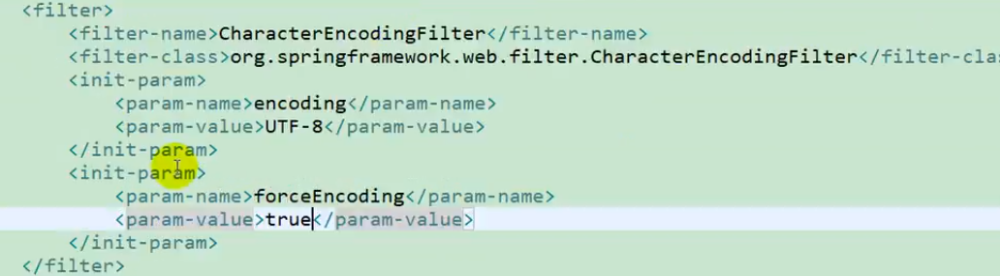 <filter>
<filter-name>CharacterEncodingFilter</filter-name>
<filter-class>org.springframework.web.filter.CharacterEncodingFilter</filter-cla
<init-param>
<param-name>encoding</param-name>
<param-value>UTF-8</param-value>
</init-param>
<init-param>
<param-name>forceEncoding</param-name>
<param-value>true</param-value>
</init-param>
</filter>